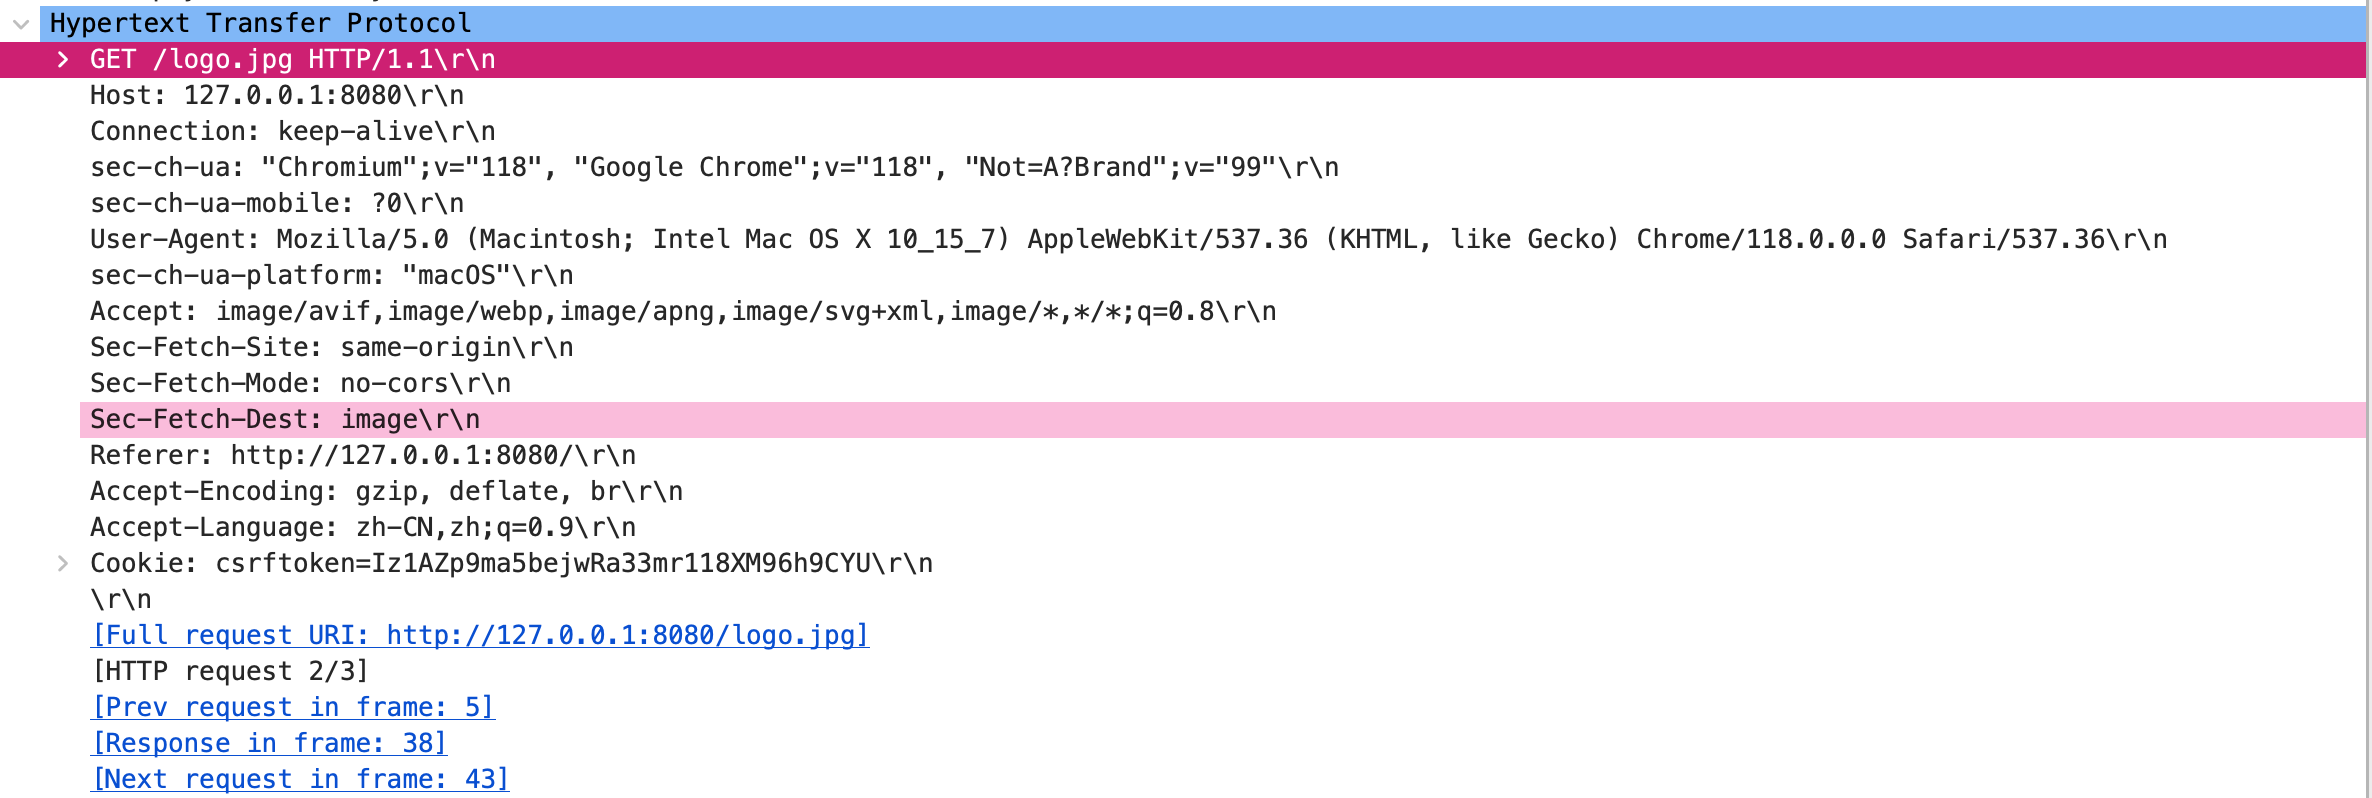 Hypertext Transfer Protocol
GET /logo.jpg HTTP/1.1\r\n
Host: 127.0.0.1:8080\r\n
Connection: keep-alive\r\n
sec-ch-ua: "Chromium";v="118", "Google Chrome";v="118", "Not=A?Brand";v="99"\r\n
sec-ch-ua-mobile: ?0\r\n
User-Agent: Mozilla/5.0 (Macintosh; Intel Mac OS X 10_15_7) AppleWebKit/537.36 (KHTML, like Gecko) Chrome/118.0.0.0 Safari/537.36\r\n
sec-ch-ua-platform: "macOS"\r\n
Accept: image/avif,image/webp,image/apng,image/svg+xml,image/*,*/*;q=0.8\r\n
Sec-Fetch-Site: same-origin\r\n
Sec-Fetch-Mode: no-cors\r\n
Sec-Fetch-Dest: image\r\n
Referer: http://127.0.0.1:8080/\r\n
Accept-Encoding: gzip, deflate, br\r\n
Accept-Language: zh-CN,zh;q=0.9\r\n
Cookie: csrftoken=Iz1AZp9ma5bejwRa33mr118XM96h9CYU\r\n
\r\n
[Full request URI: http://127.0.0.1:8080/logo.jpg]
[HTTP request 2/3]
[Prev request in frame: 5]
[Response in frame: 38]
[Next request in frame: 43]